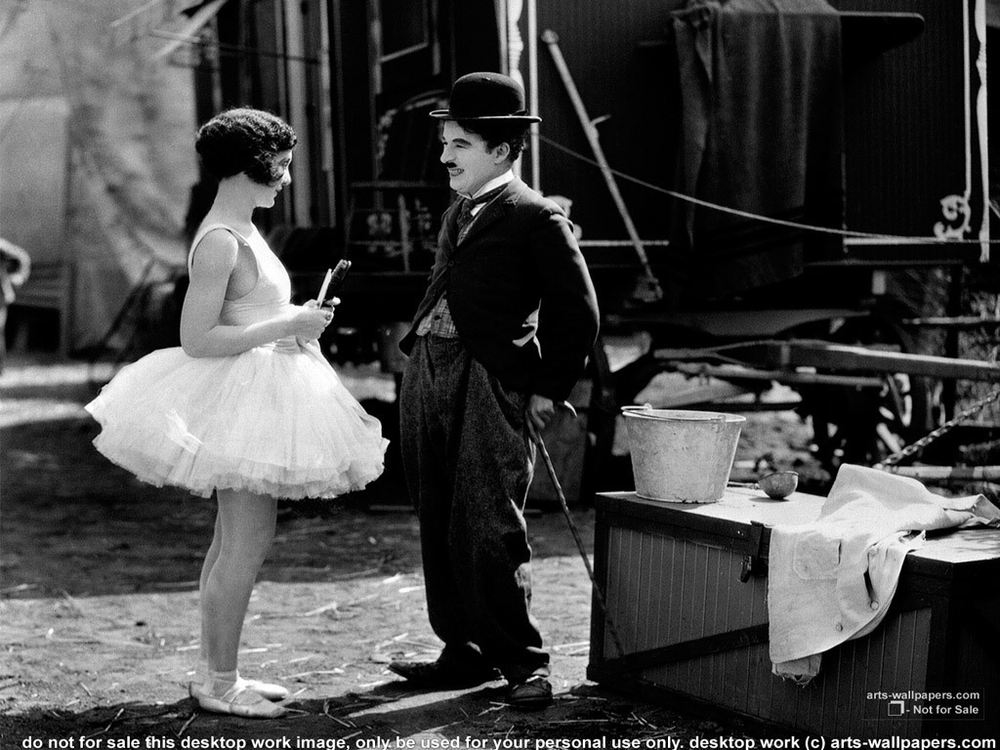 69
arts-wallpapers.com
- Not for Sale
do not for sale this desktop work image, only be used for your personal use only. desktop work (c) arts-wallpapers.com